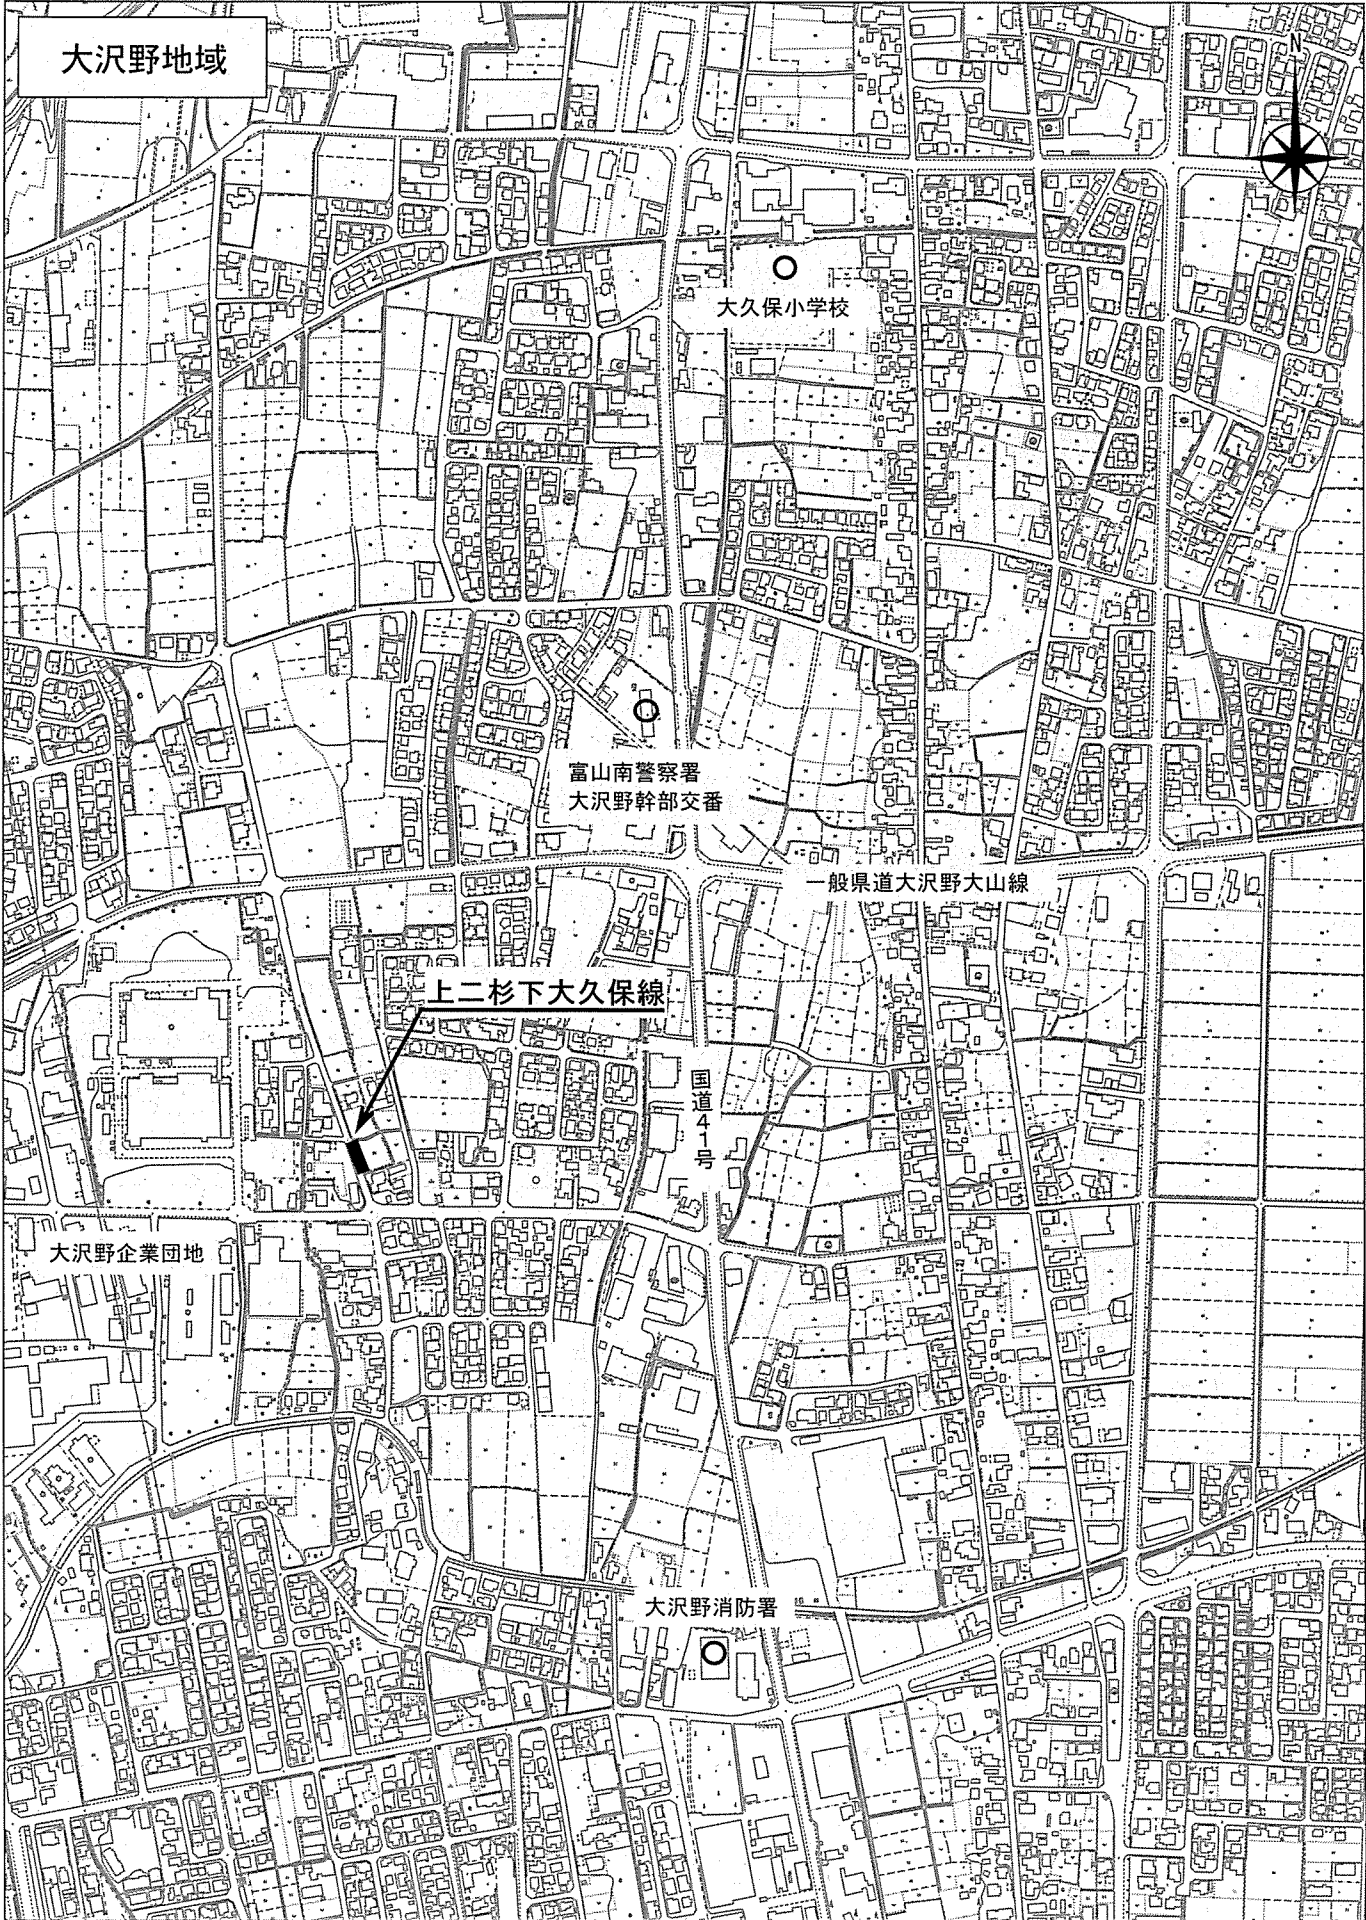 大沢野地域
N
大久保小学校
富山南警察署
大沢野幹部交番
一般県道大沢野大山線
上二杉下大久保線
国道41号
大沢野企業団地
大沢野消防署